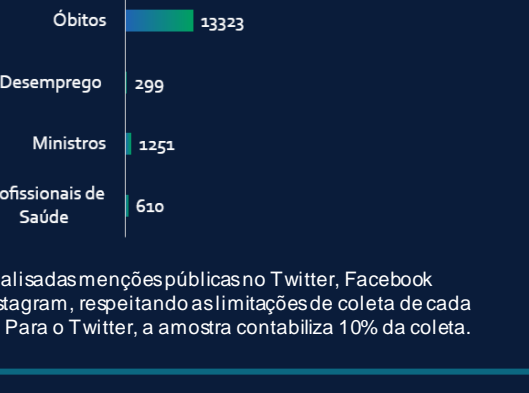 Óbitos 13323
Desemprego 299
Ministros 1251
ofissionais de
Saúde 610
alisadas menções públicas no Twitter, Facebook
stagram, respeitando as limitações de coleta de cada
Para o Twitter, a amostra contabiliza 10% da coleta.